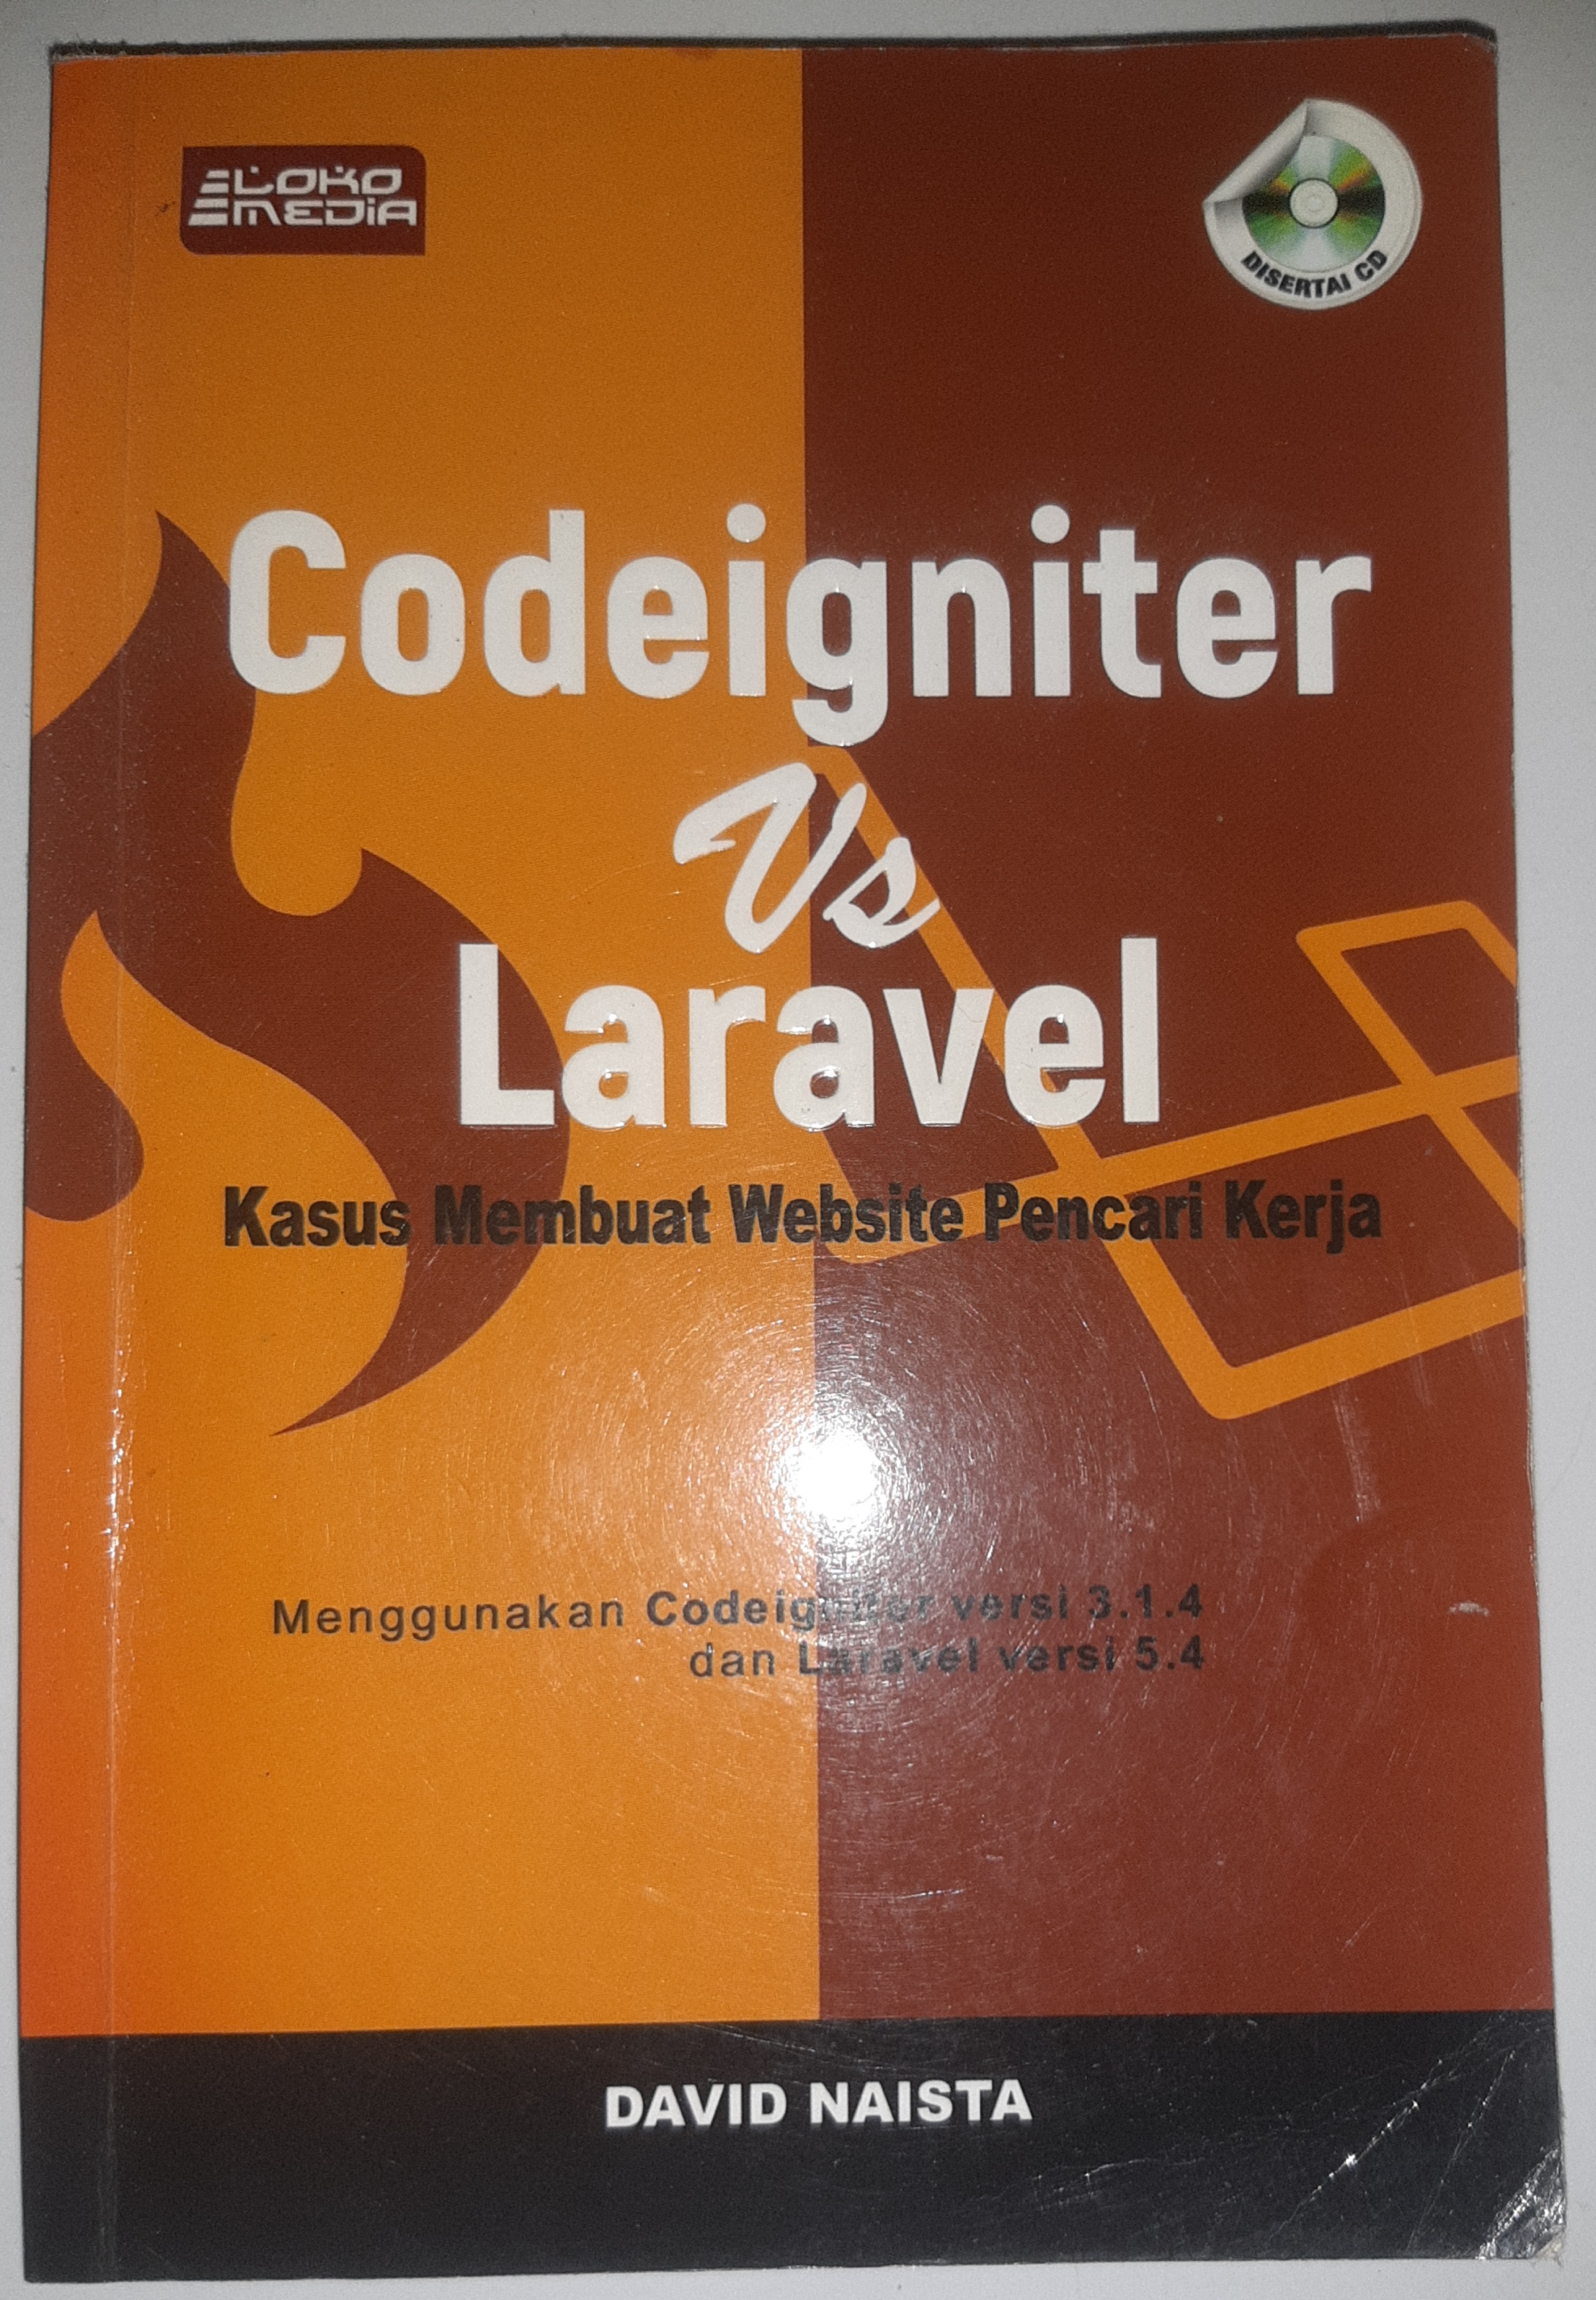 LOKO
MEDIA
DISERTAI CD
Codeigniter
Vs
Laravel
Kasus Membuat Website Pencari Kerja
Menggunakan Codeigniter versi 3.1.4
dan Laravel versi 5.4
DAVID NAISTA